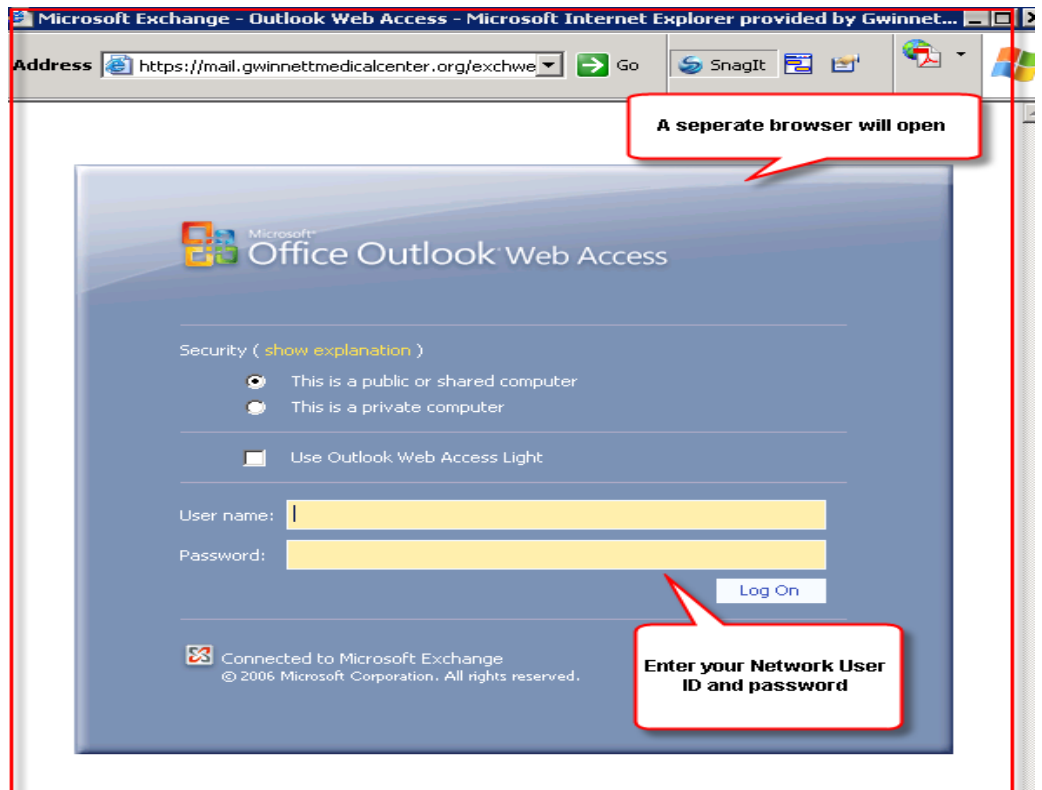 Microsoft Exchange - Outlook Web Access - Microsoft Internet Explorer provided by Gwinnet...
Address https://mail.gwinnettmedicalcenter.org/exchwe Go SnagIt
A seperate browser will open
Microsoft
Office Outlook Web Access
Security ( show explanation )
This is a public or shared computer
This is a private computer
Use Outlook Web Access Light
User name:
Password:
Log On
Connected to Microsoft Exchange
© 2006 Microsoft Corporation. All rights reserved.
Enter your Network User
ID and password